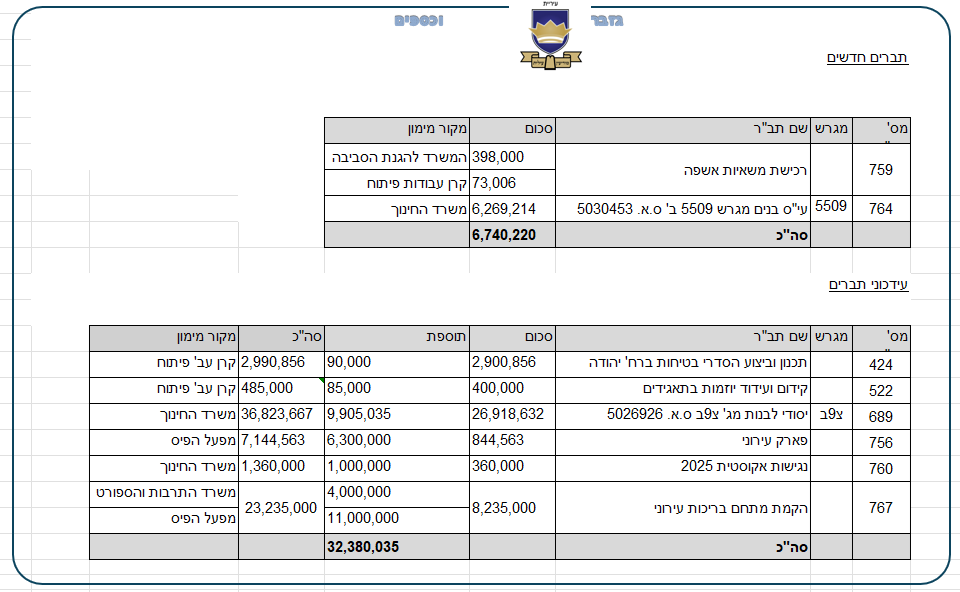 גזבר וכספים
עירית
תברים חדשים
מס' מגרש שם תב"ר סכום מקור מימון
759 רכישת משאיות אשפה 398,000 המשרד להגנת הסביבה
73,006 קרן עבודות פיתוח
764 5509 עי"ס בנים מגרש 5509 ב' ס.א. 5030453 6,269,214 משרד החינוך
סה"כ 6,740,220
עידכוני תברים
מס' מגרש שם תב"ר סכום תוספת סה"כ מקור מימון
424 תכנון וביצוע הסדרי בטיחות ברח' יהודה 2,900,856 90,000 2,990,856 קרן עב' פיתוח
522 קידום ועידוד יוזמות בתאגידים 400,000 85,000 485,000 קרן עב' פיתוח
689 צ9ב יסודי לבנות מג' צ9ב ס.א. 5026926 26,918,632 9,905,035 36,823,667 משרד החינוך
756 פארק עירוני 844,563 6,300,000 7,144,563 מפעל הפיס
760 נגישות אקוסטית 2025 360,000 1,000,000 1,360,000 משרד החינוך
767 הקמת מתחם בריכות עירוני 8,235,000 4,000,000 23,235,000 משרד התרבות והספורט
11,000,000 מפעל הפיס
סה"כ 32,380,035